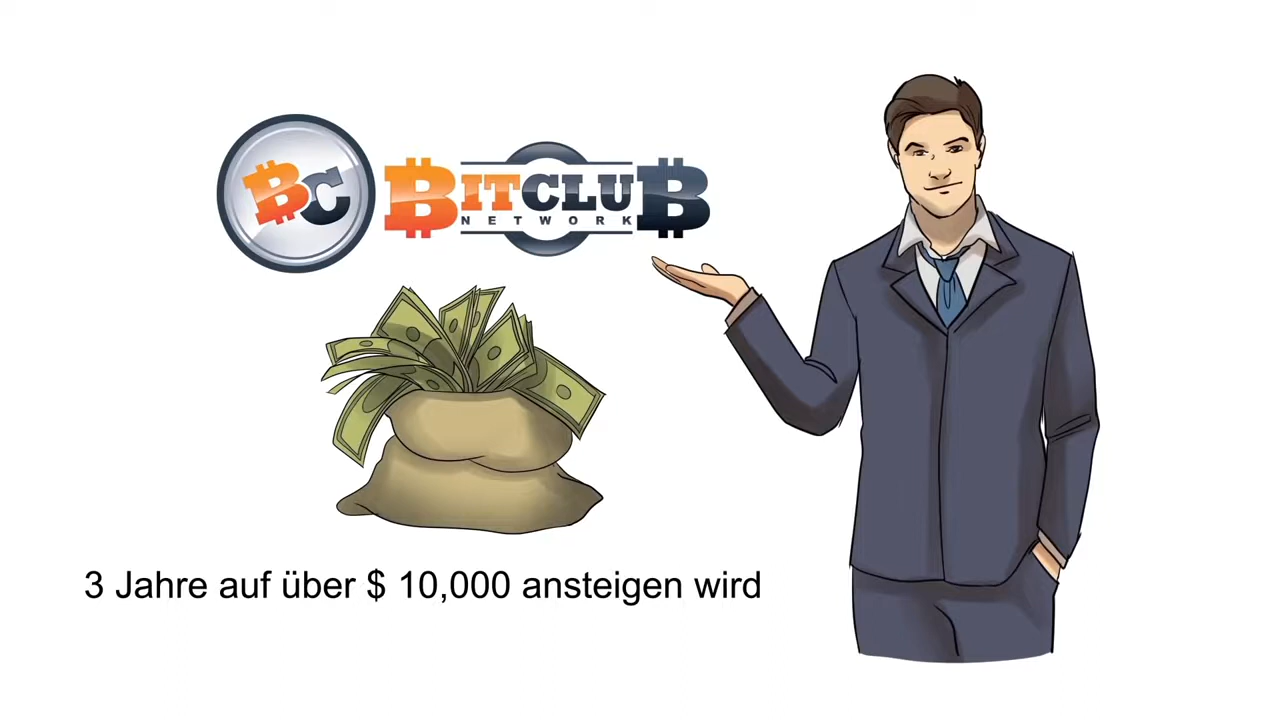 BC BITCLUB
NETWORK
3 Jahre auf über $ 10,000 ansteigen wird